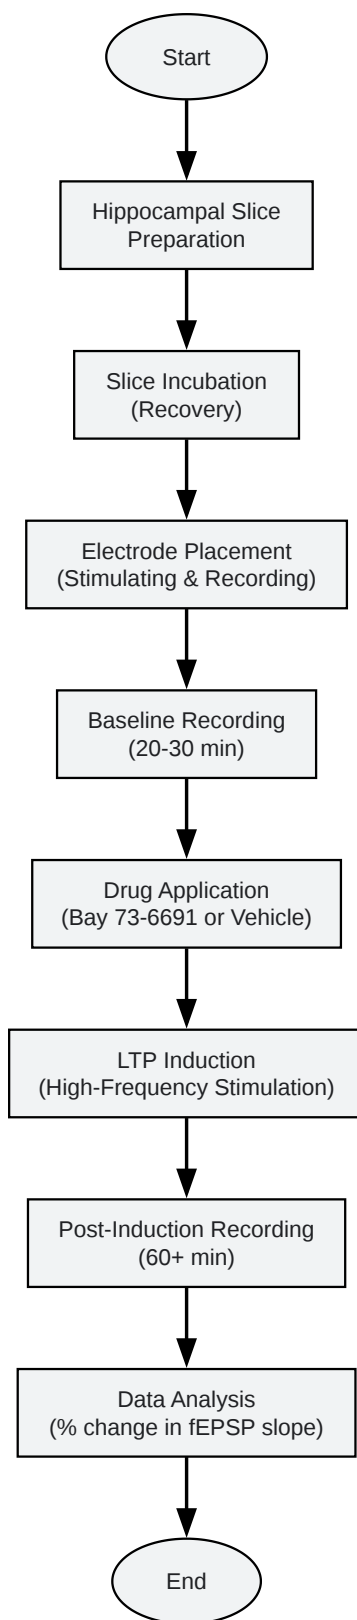 Start
Hippocampal Slice
Preparation
Slice Incubation
(Recovery)
Electrode Placement
(Stimulating & Recording)
Baseline Recording
(20-30 min)
Drug Application
(Bay 73-6691 or Vehicle)
LTP Induction
(High-Frequency Stimulation)
Post-Induction Recording
(60+ min)
Data Analysis
(% change in fEPSP slope)
End